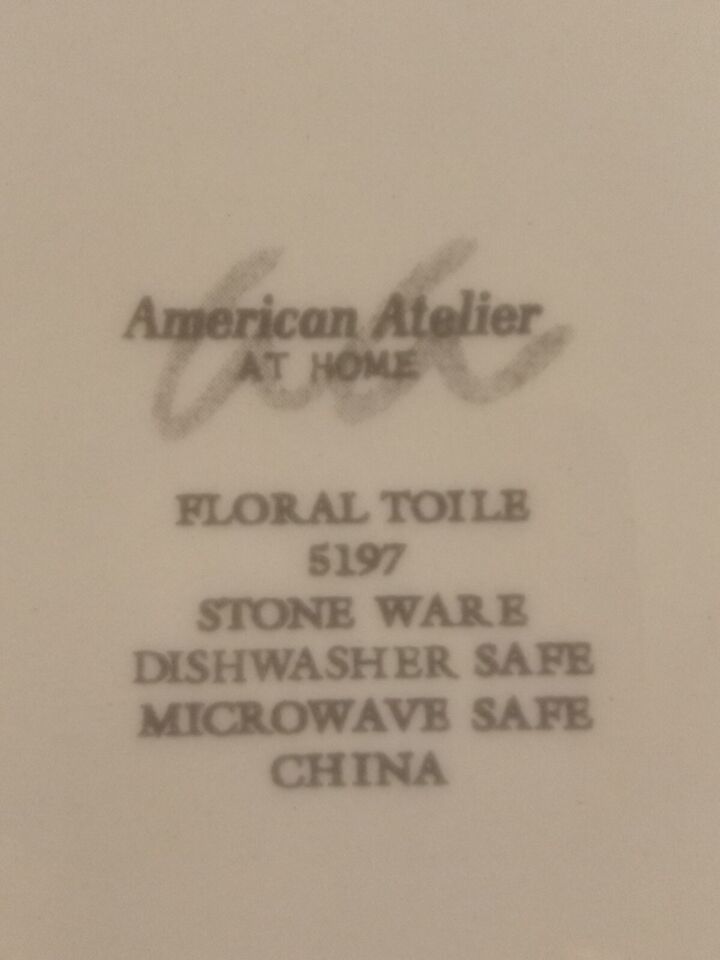 American Atelier
AT HOME
FLORAL TOILE
5197
STONE WARE
DISHWASHER SAFE
MICROWAVE SAFE
CHINA